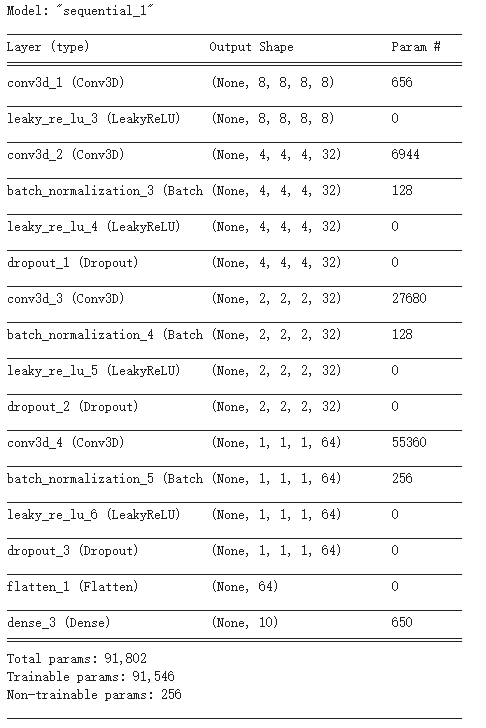 Model: "sequential_1"
Layer (type) Output Shape Param #
conv3d_1 (Conv3D) (None, 8, 8, 8, 8) 656
leaky_re_lu_3 (LeakyReLU) (None, 8, 8, 8, 8) 0
conv3d_2 (Conv3D) (None, 4, 4, 4, 32) 6944
batch_normalization_3 (Batch (None, 4, 4, 4, 32) 128
leaky_re_lu_4 (LeakyReLU) (None, 4, 4, 4, 32) 0
dropout_1 (Dropout) (None, 4, 4, 4, 32) 0
conv3d_3 (Conv3D) (None, 2, 2, 2, 32) 27680
batch_normalization_4 (Batch (None, 2, 2, 2, 32) 128
leaky_re_lu_5 (LeakyReLU) (None, 2, 2, 2, 32) 0
dropout_2 (Dropout) (None, 2, 2, 2, 32) 0
conv3d_4 (Conv3D) (None, 1, 1, 1, 64) 55360
batch_normalization_5 (Batch (None, 1, 1, 1, 64) 256
leaky_re_lu_6 (LeakyReLU) (None, 1, 1, 1, 64) 0
dropout_3 (Dropout) (None, 1, 1, 1, 64) 0
flatten_1 (Flatten) (None, 64) 0
dense_3 (Dense) (None, 10) 650
Total params: 91,802
Trainable params: 91,546
Non-trainable params: 256